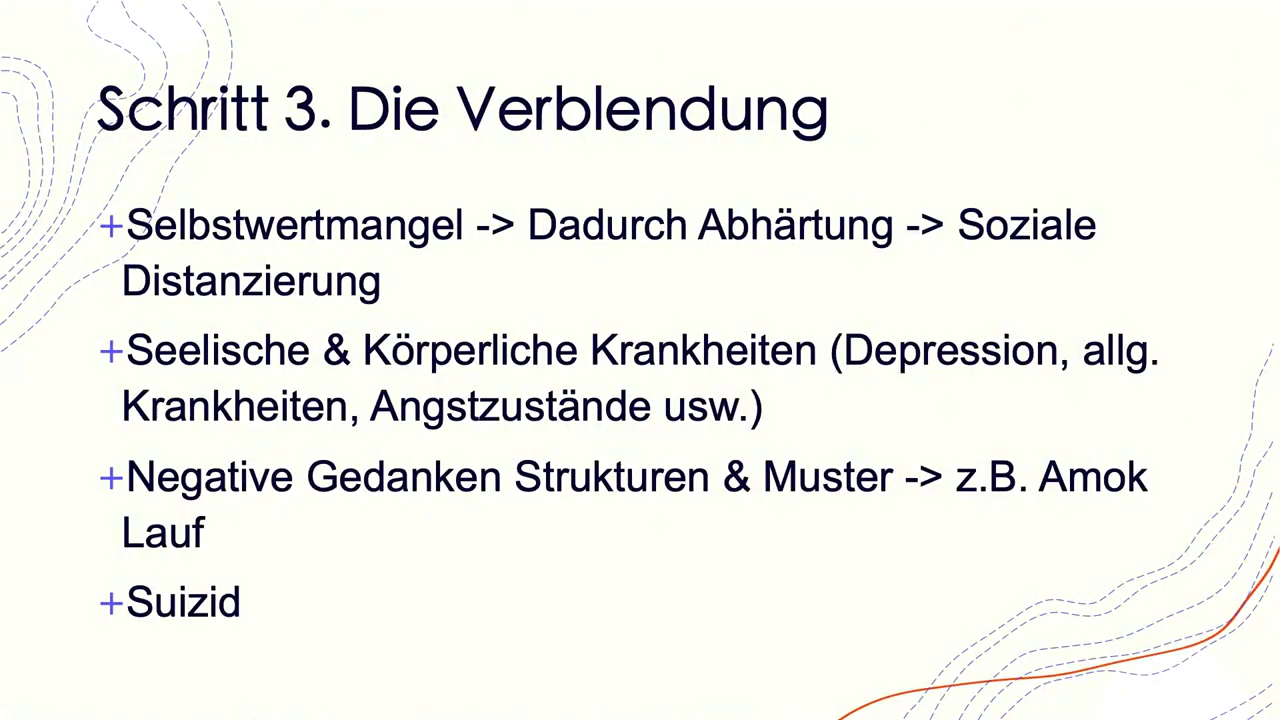 Schritt 3. Die Verblendung
+Selbstwertmangel -> Dadurch Abhärtung -> Soziale
Distanzierung
+Seelische & Körperliche Krankheiten (Depression, allg.
Krankheiten, Angstzustände usw.)
+Negative Gedanken Strukturen & Muster -> z.B. Amok
Lauf
+Suizid